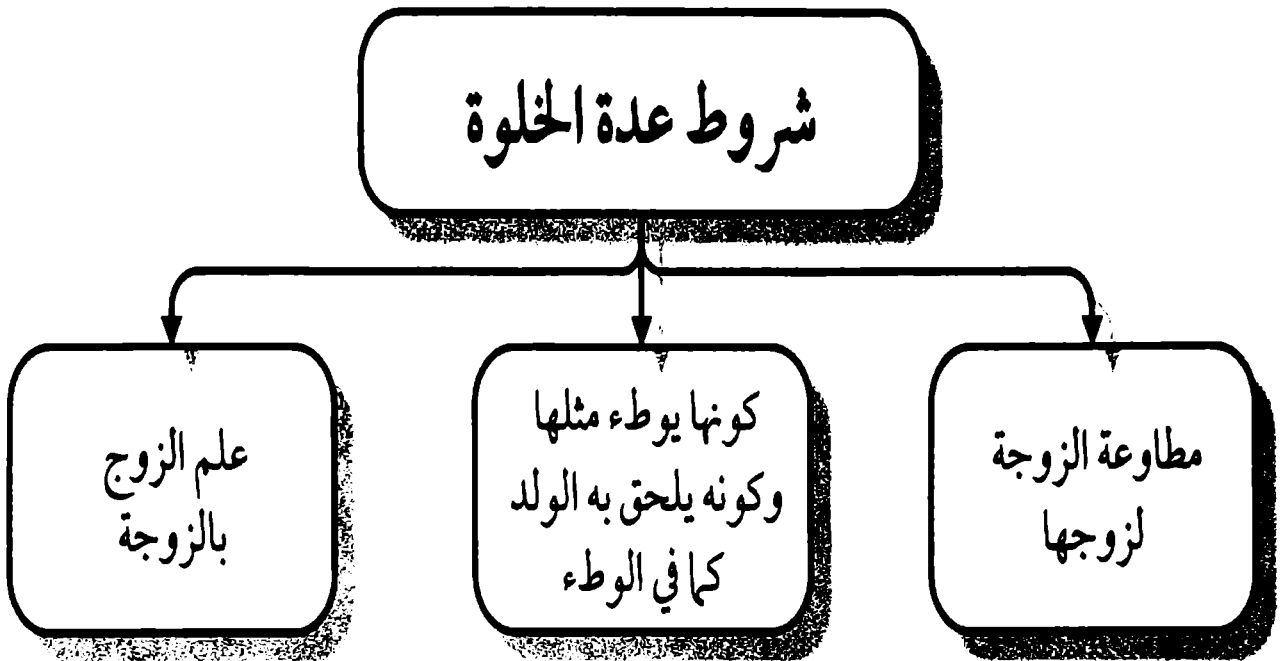 شروط عدة الخلوة
مطاوعة الزوجة
لزوجها
كونها يوطء مثلها
وكونه يلحق به الولد
كما في الوطء
علم الزوج
بالزوجة